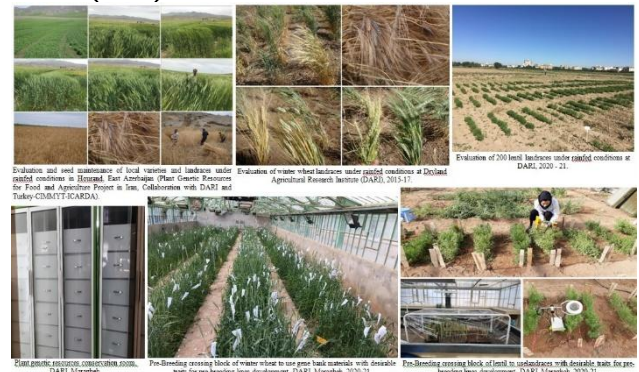 Evaluation and seed maintenance of local varieties and landraces under
rainfed conditions in Hourand, East Azerbaijan (Plant Genetic Resources
for Food and Agriculture Project in Iran, Collaboration with DARI and
Turkey-CIMMYT-ICARDA).
Evaluation of winter wheat landraces under rainfed conditions at Dryland
Agricultural Research Institute (DARI), 2015-17.
Evaluation of 200 lentil landraces under rainfed conditions at
DARI, 2020 - 21.
Plant genetic resources conservation room,
DARI, Maragheh
Pre-Breeding crossing block of winter wheat to use gene bank materials with desirable
traits for pre-breeding lines development, DARI, Maragheh, 2020-21
Pre-Breeding crossing block of lentil to uselandraces with desirable traits for pre-
breeding lines development, DARI, Maragheh, 2020-21